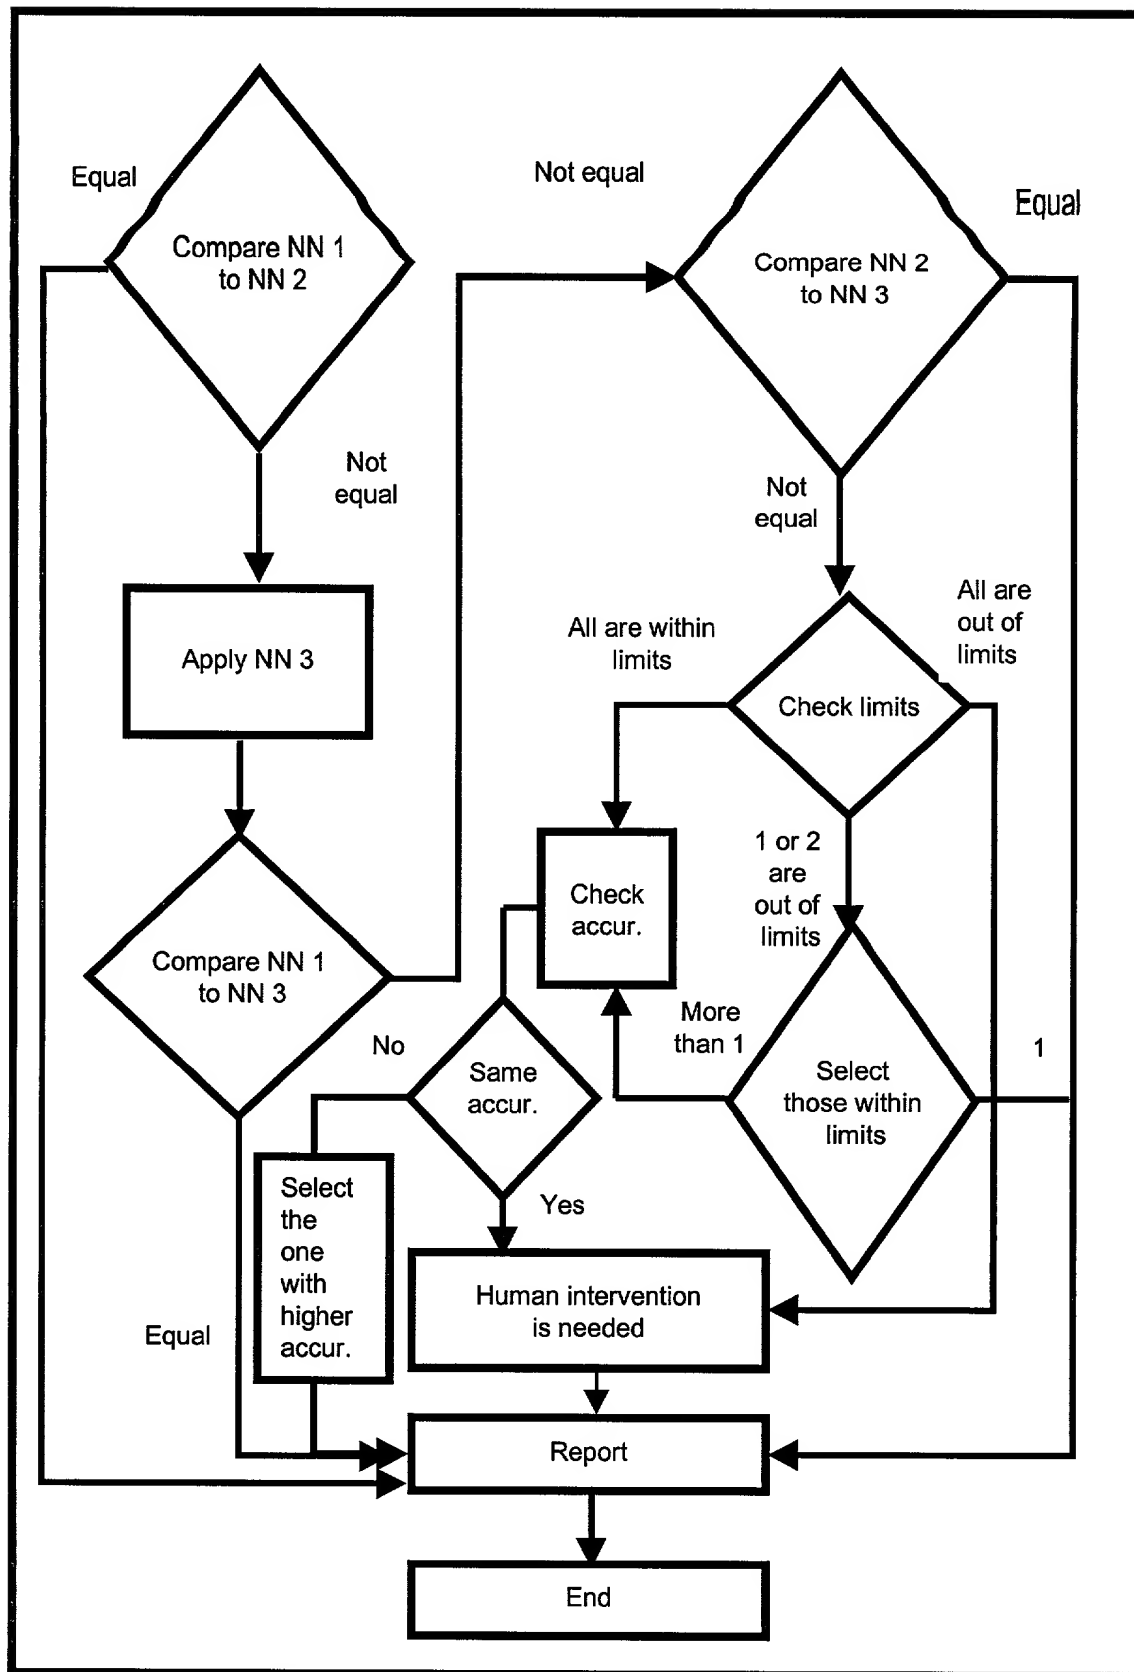 Equal
Compare NN 1
to NN 2
Not
equal
Apply NN 3
Compare NN 1
to NN 3
Equal
Not equal
Compare NN 2
to NN 3
Equal
Not
equal
All are within
limits
Check limits
All are
out of
limits
1 or 2
are
out of
limits
Check
accur.
More
than 1
Select
those within
limits
1
No
Same
accur.
Yes
Select
the
one
with
higher
accur.
Human intervention
is needed
Report
End